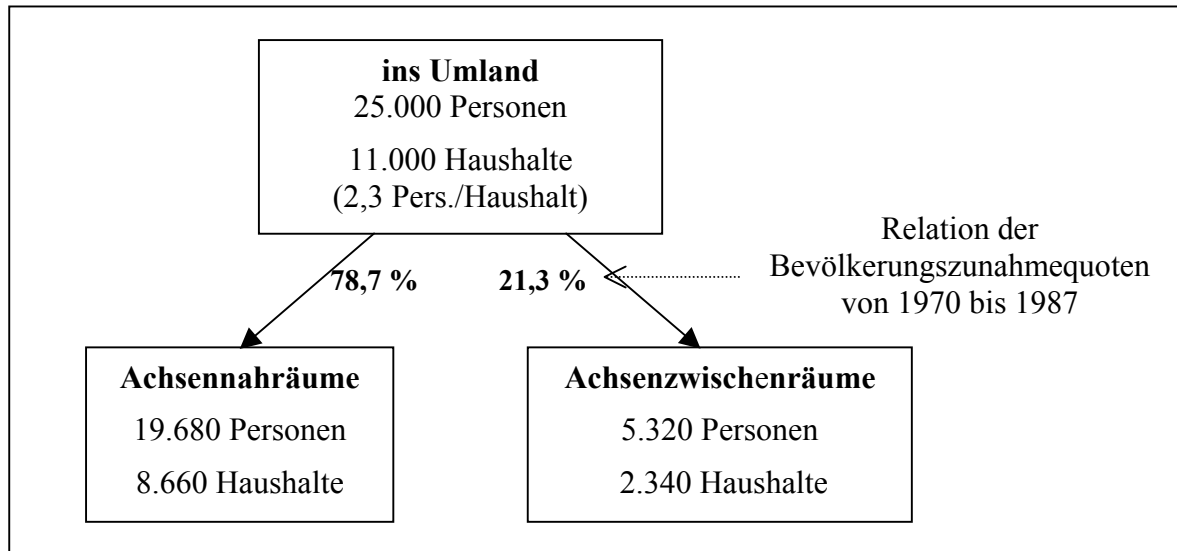 ins Umland
25.000 Personen
11.000 Haushalte
(2,3 Pers./Haushalt)
Relation der
Bevölkerungszunahmequoten
von 1970 bis 1987
78,7 %
21,3 %
Achsennahräume
19.680 Personen
8.660 Haushalte
Achsenzwischenräume
5.320 Personen
2.340 Haushalte